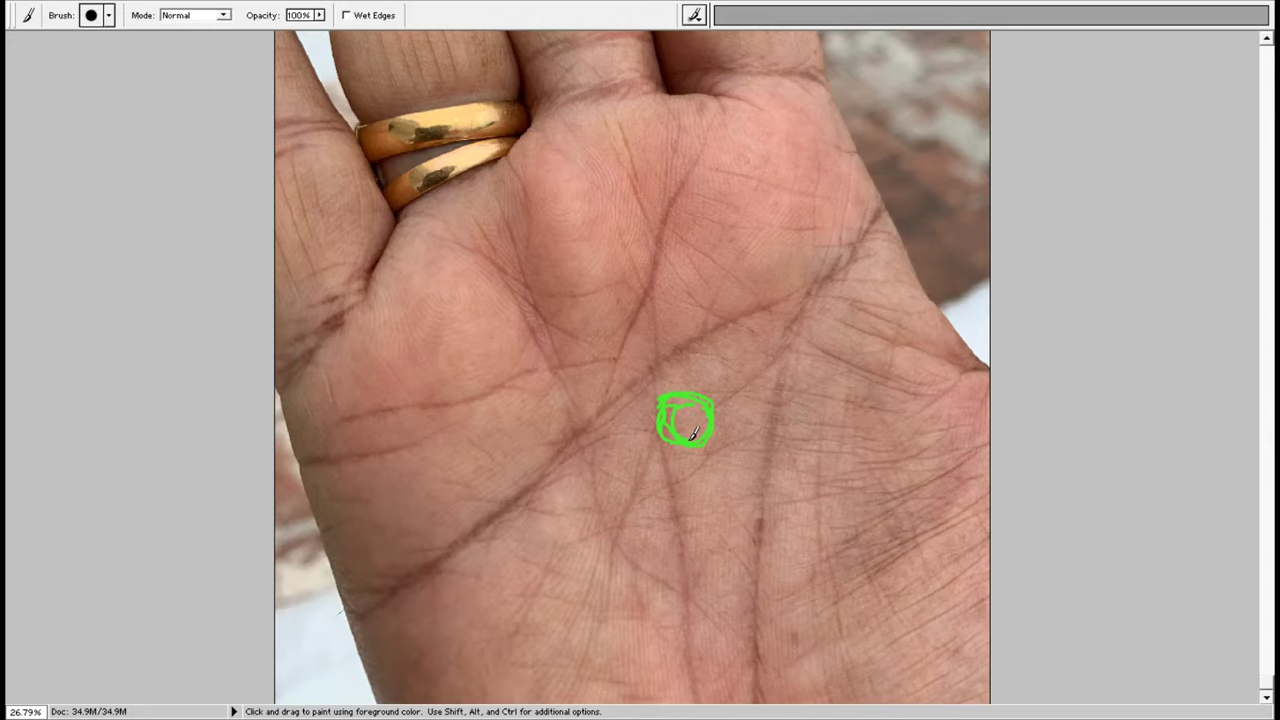 Brush: Mode: Normal Opacity: 100% Wet Edges
26.79% Doc: 34.9M/34.9M Click and drag to paint using foreground color. Use Shift, Alt, and Ctrl for additional options.